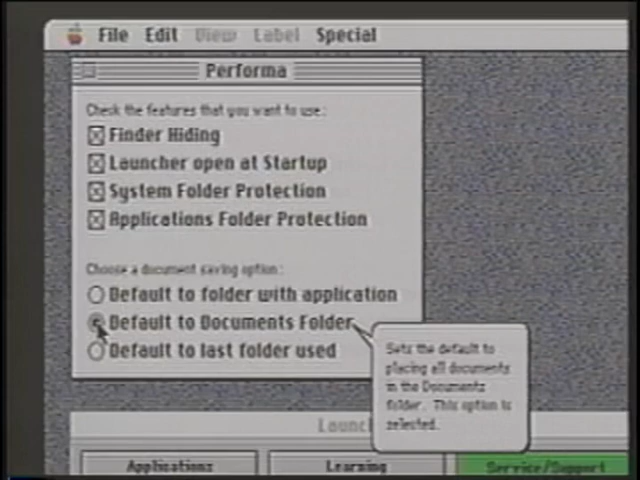 File Edit View Label Special
Performa
Check the features that you want to use:
Finder Hiding
Launcher open at Startup
System Folder Protection
Applications Folder Protection
Choose a document saving option:
Default to folder with application
Default to Documents Folder
Default to last folder used
Sets the default to
placing all documents
in the Documents
folder. This option is
selected.
Launc
Applications Learning Service/Support